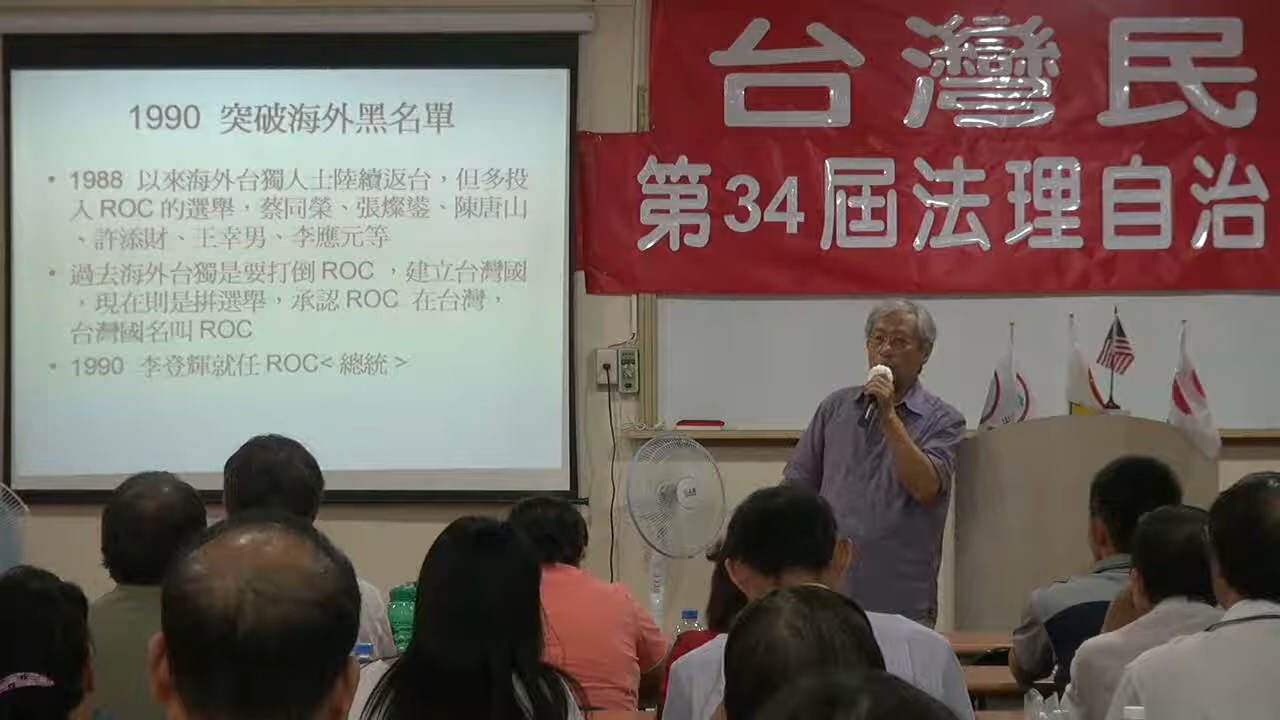 1990 突破海外黑名單
• 1988 以來海外台獨人士陸續返台，但多投
入 ROC 的選舉，蔡同榮、張燦鍙、陳唐山
、許添財、王幸男、李應元等
• 過去海外台獨是要打倒 ROC ，建立台灣國
，現在則是拚選舉，承認 ROC 在台灣，
台灣國名叫 ROC
• 1990 李登輝就任 ROC< 總統 >
台灣民
第34屆法理自治